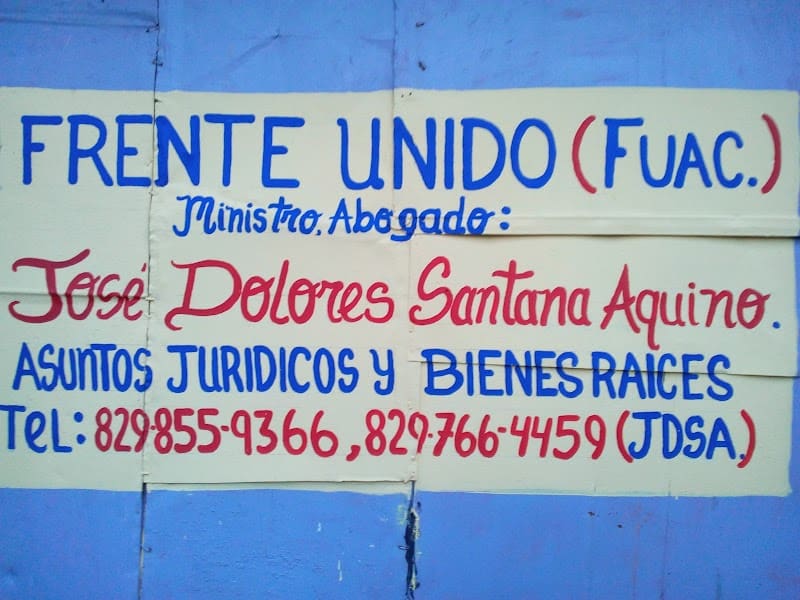 FRENTE UNIDO (FUAC.)
Ministro, Abogado:
José Dolores Santana Aquino.
ASUNTOS JURIDICOS Y BIENES RAICES
TEL: 829-855-9366, 829-766-4459 (JDSA.)